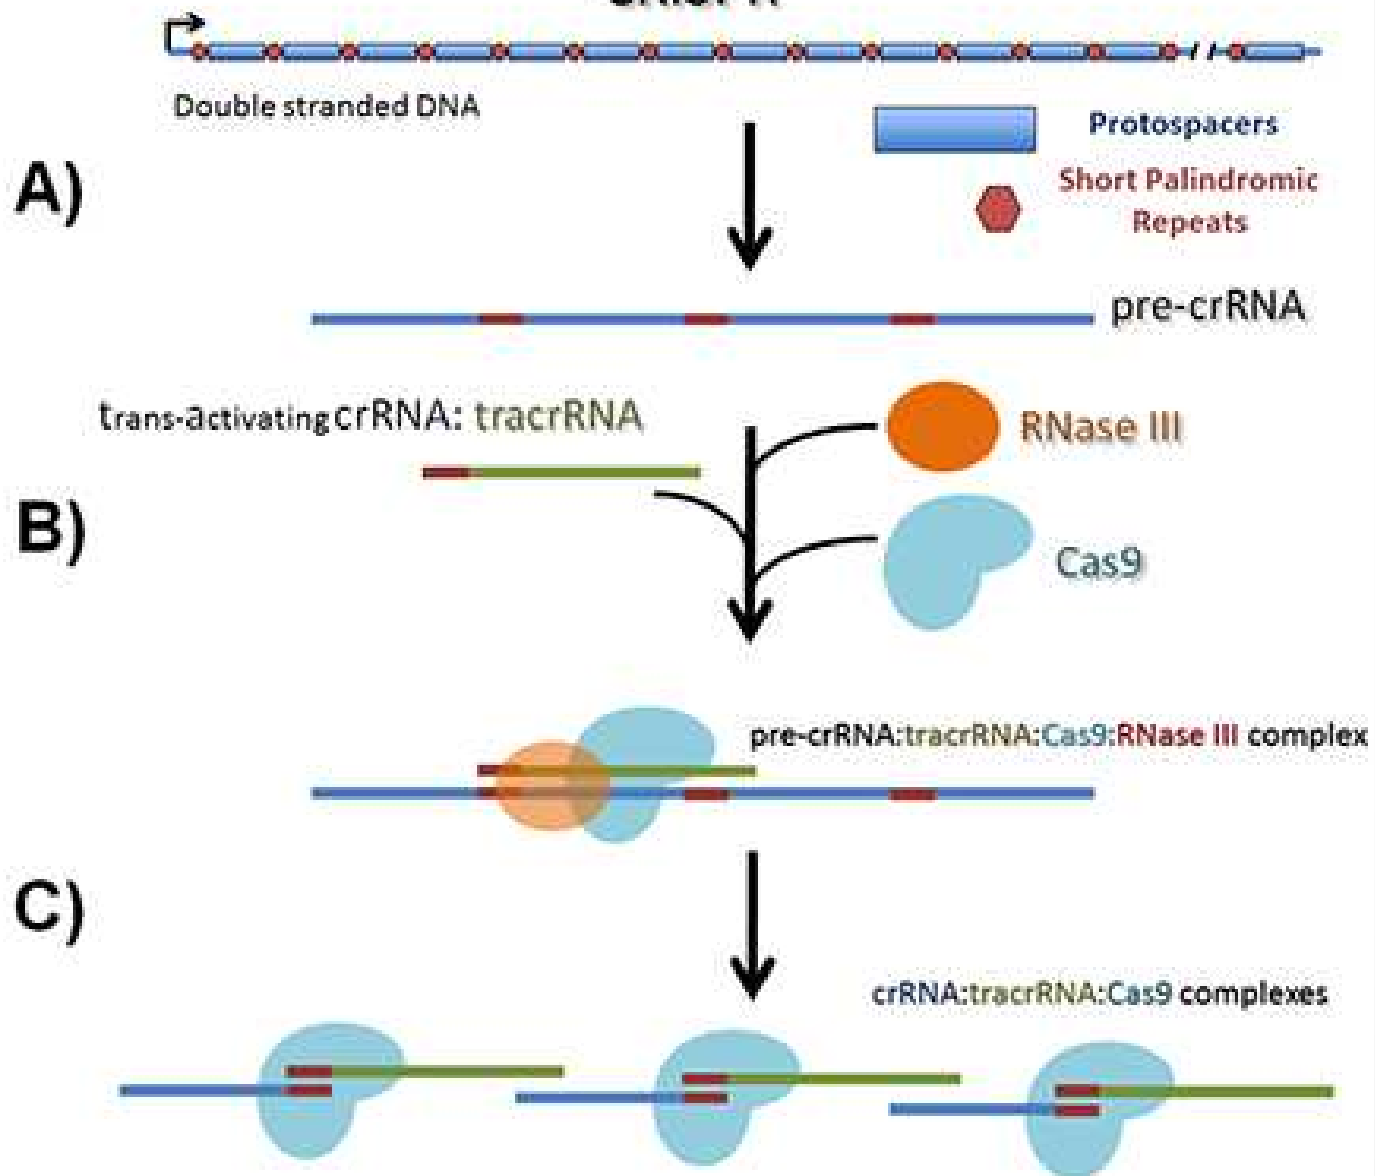 Double stranded DNA
Protospacers
A)
Short Palindromic
Repeats
pre-crRNA
trans-activating crRNA: tracrRNA
RNase III
B)
Cas9
pre-crRNA:tracrRNA:Cas9:RNase III complex
C)
crRNA:tracrRNA:Cas9 complexes